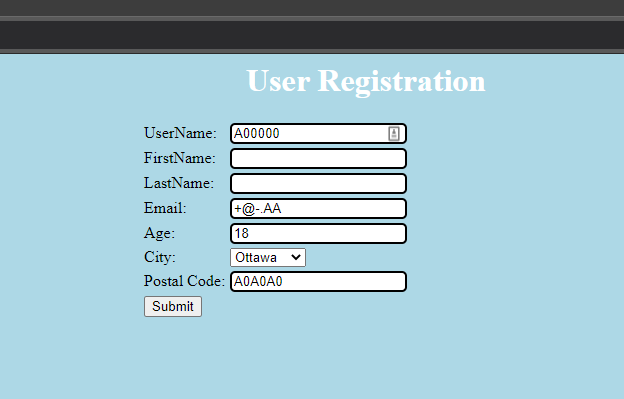 User Registration
UserName: A00000
FirstName:
LastName:
Email: +@-.AA
Age: 18
City: Ottawa
Postal Code: A0A0A0
Submit